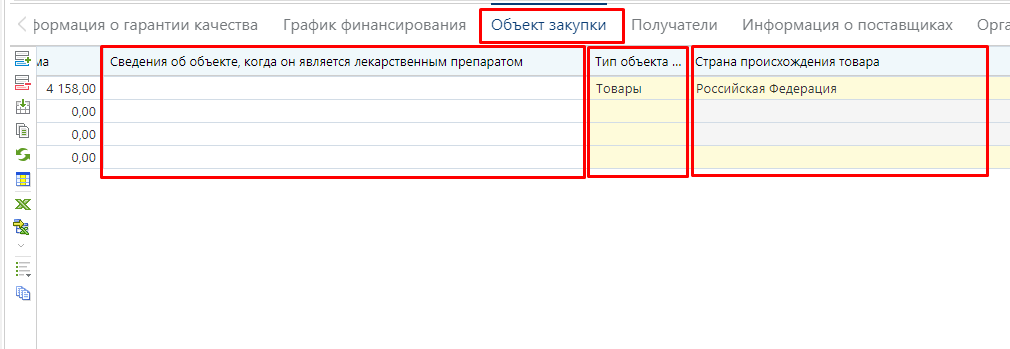 формация о гарантии качества График финансирования Объект закупки Получатели Информация о поставщиках Орга
ма Сведения об объекте, когда он является лекарственным препаратом Тип объекта ... Страна происхождения товара
4 158,00 Товары Российская Федерация
0,00
0,00
0,00